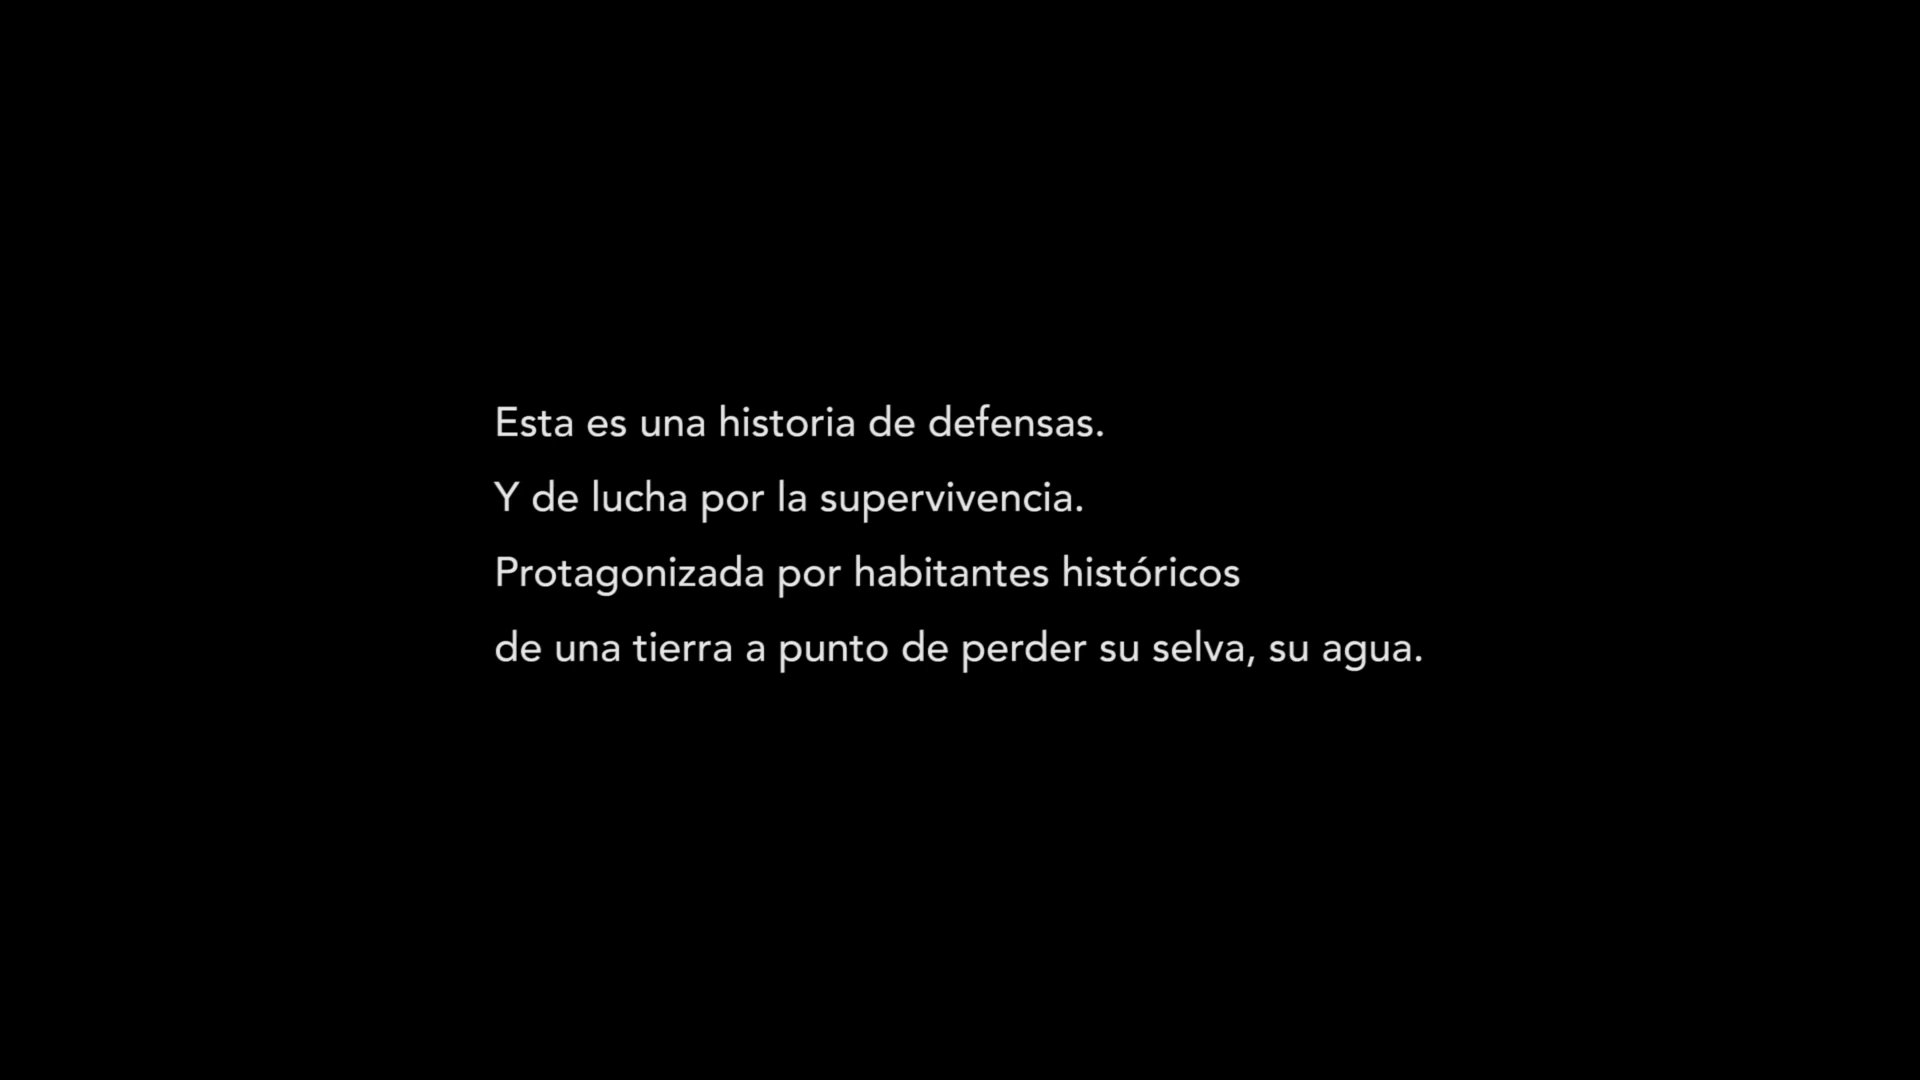 Esta es una historia de defensas.
Y de lucha por la supervivencia.
Protagonizada por habitantes históricos
de una tierra a punto de perder su selva, su agua.